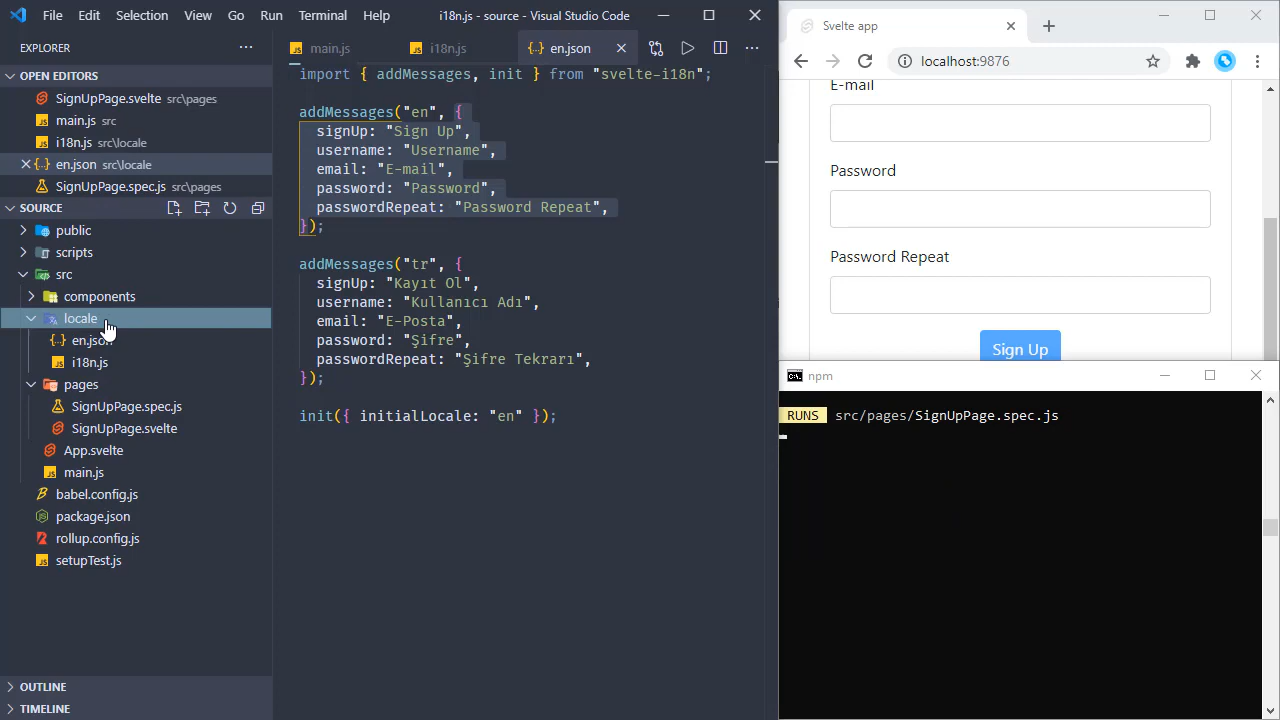 File Edit Selection View Go Run Terminal Help i18n.js - source - Visual Studio Code
EXPLORER
OPEN EDITORS
SignUpPage.svelte src\pages
main.js src
i18n.js src\locale
en.json src\locale
SignUpPage.spec.js src\pages
SOURCE
public
scripts
src
components
locale
en.json
i18n.js
pages
SignUpPage.spec.js
SignUpPage.svelte
App.svelte
main.js
babel.config.js
package.json
rollup.config.js
setupTest.js
OUTLINE
TIMELINE
main.js i18n.js en.json
import { addMessages, init } from "svelte-i18n";
addMessages("en", {
signUp: "Sign Up",
username: "Username",
email: "E-mail",
password: "Password",
passwordRepeat: "Password Repeat",
});
addMessages("tr", {
signUp: "Kayıt Ol",
username: "Kullanıcı Adı",
email: "E-Posta",
password: "Şifre",
passwordRepeat: "Şifre Tekrarı",
});
init({ initialLocale: "en" });
Svelte app
localhost:9876
E-mail
Password
Password Repeat
Sign Up
npm
RUNS src/pages/SignUpPage.spec.js